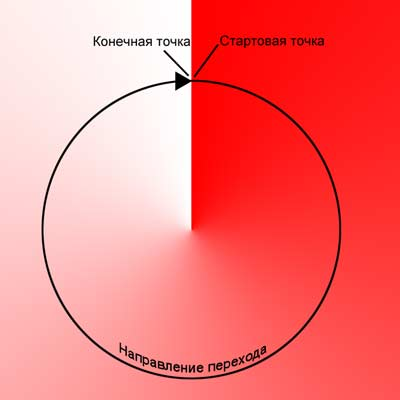 Конечная точка
Стартовая точка
Направление перехода